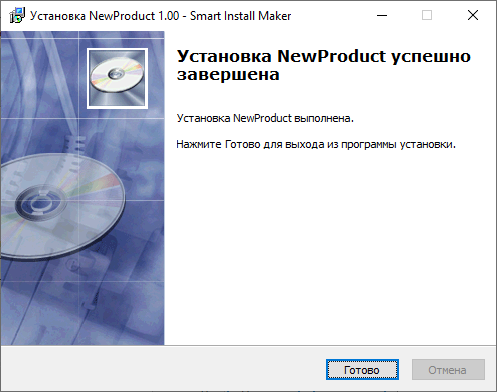 Установка NewProduct 1.00 - Smart Install Maker
Установка NewProduct успешно
завершена
Установка NewProduct выполнена.
Нажмите Готово для выхода из программы установки.
Готово
Отмена